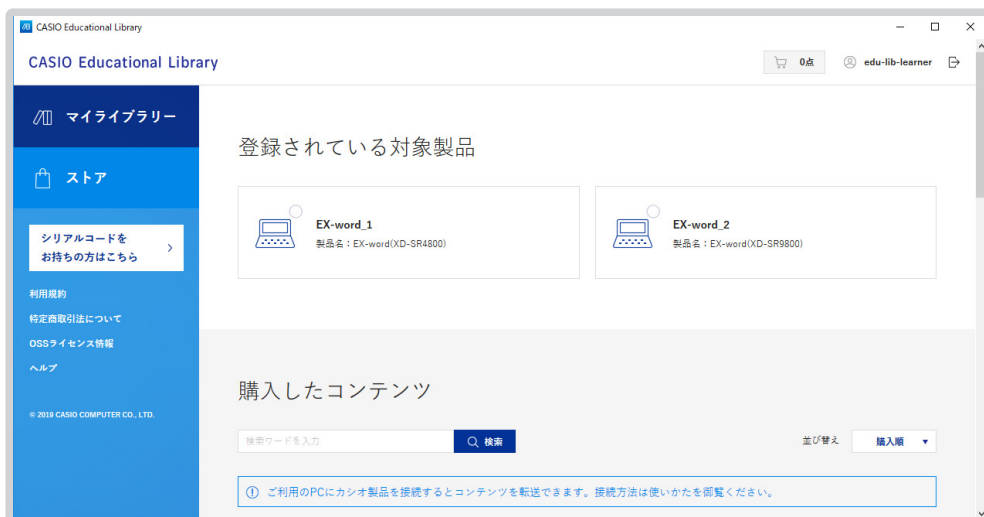 CASIO Educational Library
CASIO Educational Library
0点
edu-lib-learner
マイライブラリー
ストア
シリアルコードを
お持ちの方はこちら
利用規約
特定商取引法について
OSSライセンス情報
ヘルプ
© 2019 CASIO COMPUTER CO., LTD.
登録されている対象製品
EX-word_1
製品名：EX-word(XD-SR4800)
EX-word_2
製品名：EX-word(XD-SR9800)
購入したコンテンツ
検索ワードを入力
検索
並び替え
購入順
ご利用のPCにカシオ製品を接続するとコンテンツを転送できます。接続方法は使いかたを御覧ください。